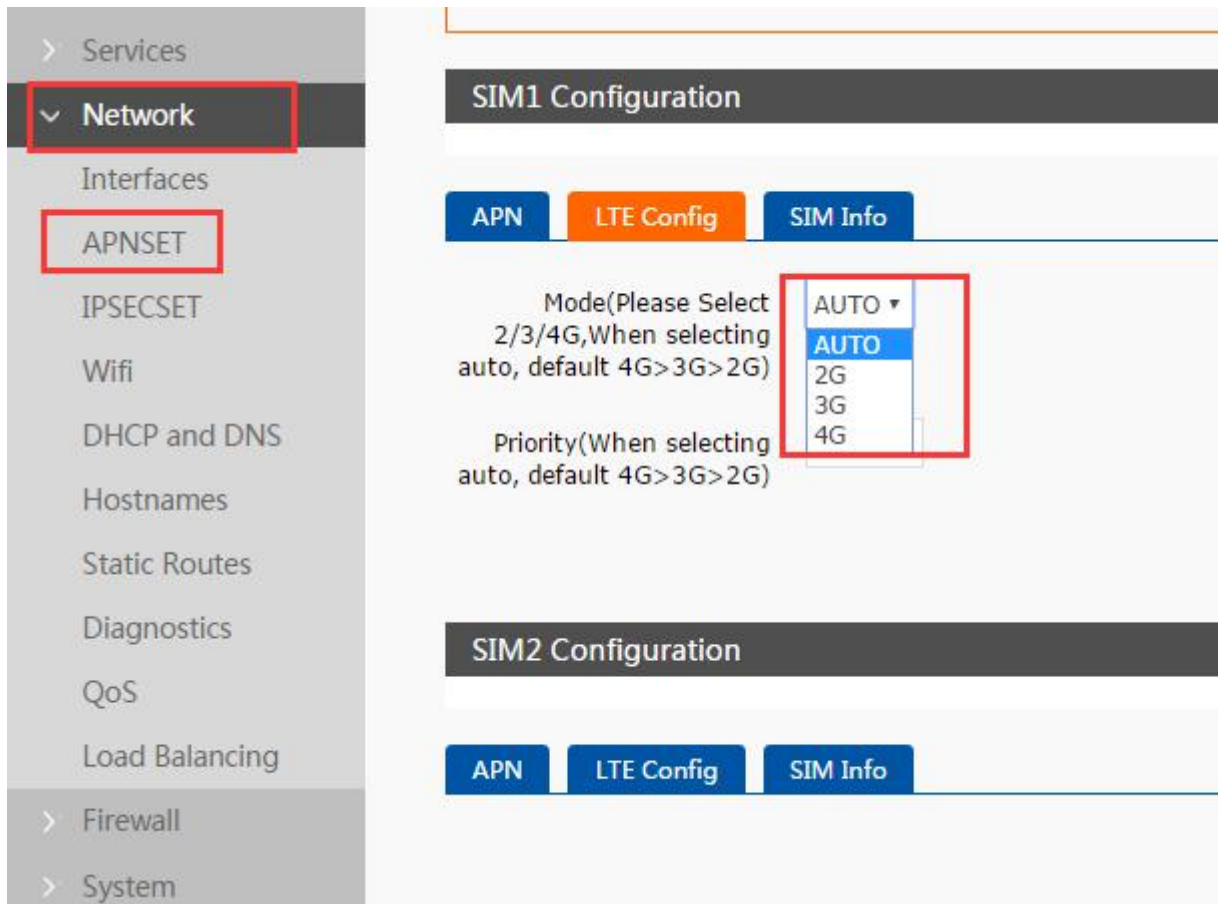 Services
Network
Interfaces
APNSET
IPSECSET
Wifi
DHCP and DNS
Hostnames
Static Routes
Diagnostics
QoS
Load Balancing
Firewall
System
SIM1 Configuration
APN
LTE Config
SIM Info
Mode(Please Select
2/3/4G,When selecting
auto, default 4G>3G>2G)
AUTO
AUTO
2G
3G
4G
Priority(When selecting
auto, default 4G>3G>2G)
SIM2 Configuration
APN
LTE Config
SIM Info